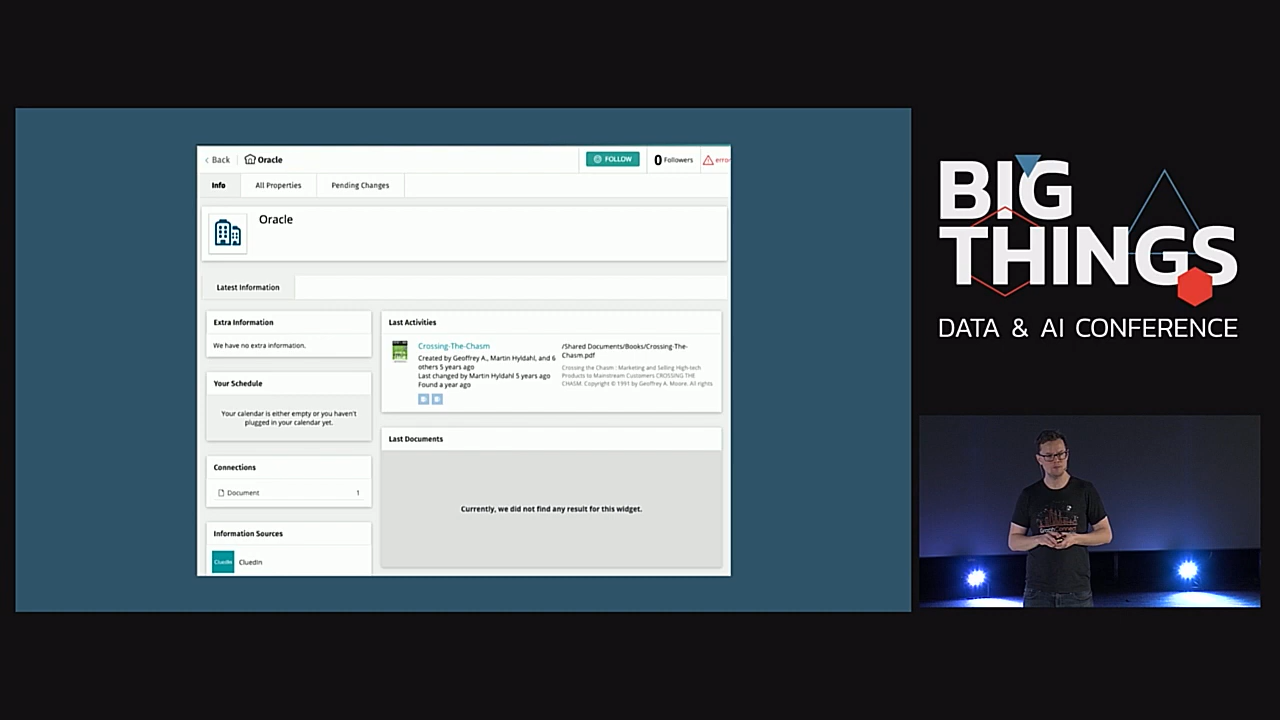 Back
Oracle
FOLLOW
0 Followers
Info
All Properties
Pending Changes
Oracle
Latest Information
Extra Information
We have no extra information.
Your Schedule
Your calendar is either empty or you haven't
plugged in your calendar yet.
Connections
Document 1
Information Sources
CluedIn
CluedIn
Last Activities
Crossing-The-Chasm
Created by Geoffrey A., Martin Hyldahl, and 6
others 5 years ago
Last changed by Martin Hyldahl 5 years ago
Found a year ago
/Shared Documents/Books/Crossing-The-
Chasm.pdf
Crossing the Chasm : Marketing and Selling High-tech
Products to Mainstream Customers CROSSING THE
CHASM. Copyright © 1991 by Geoffrey A. Moore. All rights
Last Documents
Currently, we did not find any result for this widget.
BIG
THINGS
DATA & AI CONFERENCE